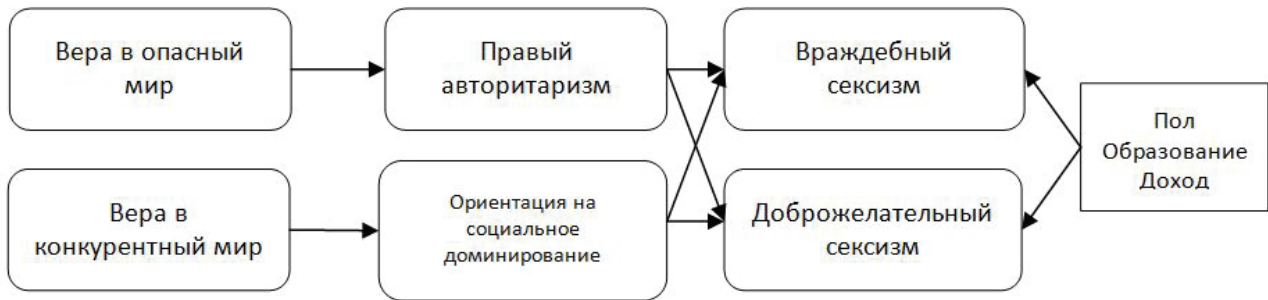 Вера в опасный
мир
Правый
авторитаризм
Враждебный
сексизм
Вера в
конкурентный мир
Ориентация на
социальное
доминирование
Доброжелательный
сексизм
Пол
Образование
Доход